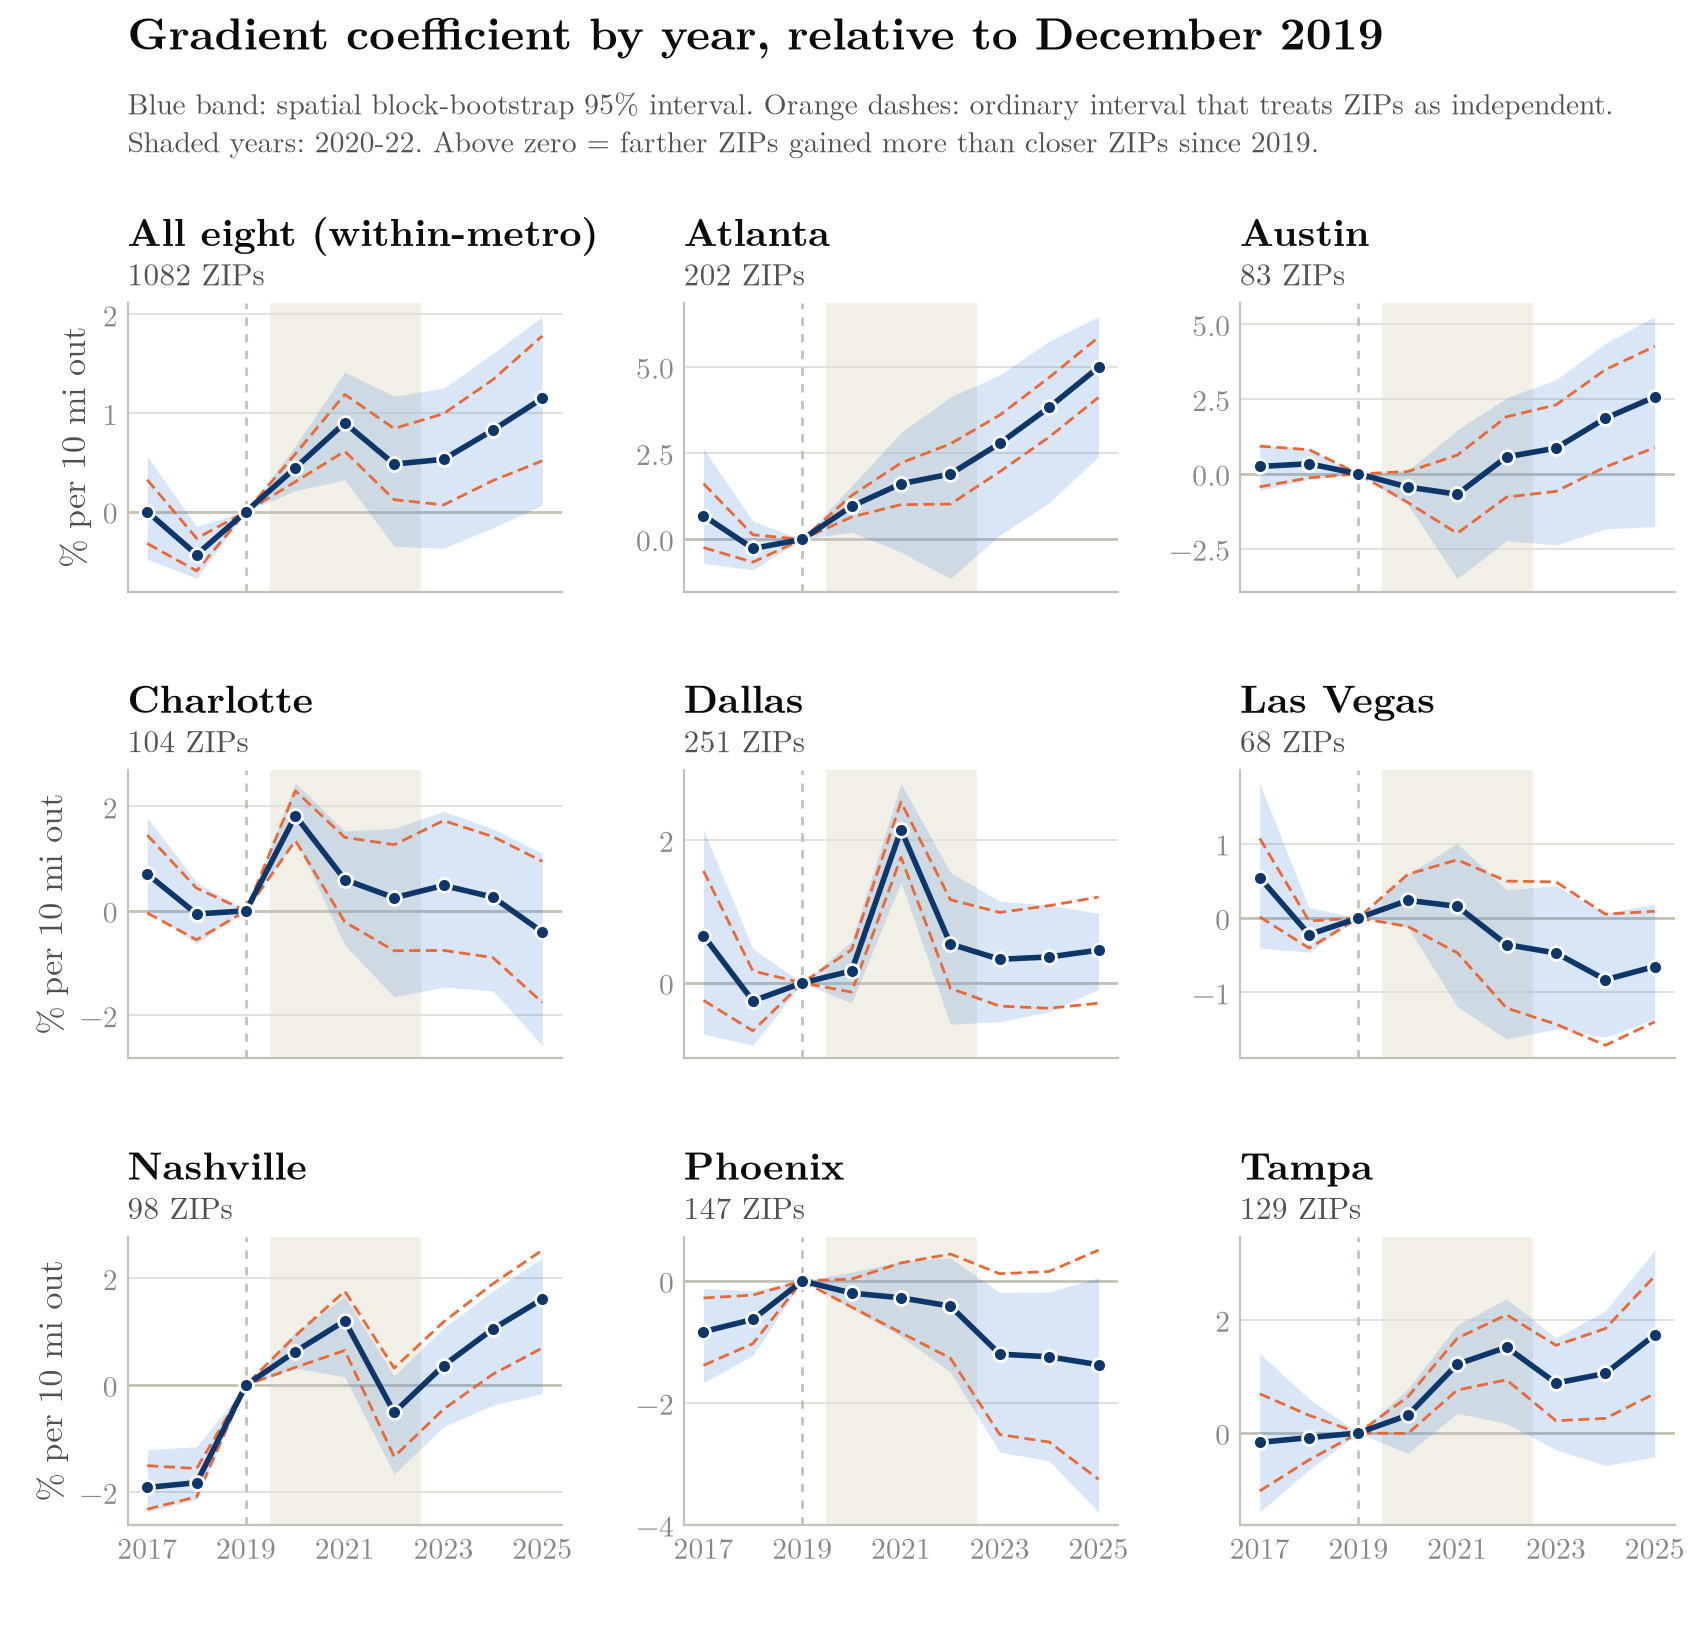 Gradient coefficient by year, relative to December 2019
Blue band: spatial block-bootstrap 95% interval. Orange dashes: ordinary interval that treats ZIPs as independent.
Shaded years: 2020-22. Above zero = farther ZIPs gained more than closer ZIPs since 2019.
All eight (within-metro)
1082 ZIPs
% per 10 mi out
2
1
0
Atlanta
202 ZIPs
5.0
2.5
0.0
Austin
83 ZIPs
5.0
2.5
0.0
−2.5
Charlotte
104 ZIPs
% per 10 mi out
2
0
−2
Dallas
251 ZIPs
2
0
Las Vegas
68 ZIPs
1
0
−1
Nashville
98 ZIPs
% per 10 mi out
2
0
−2
2017 2019 2021 2023 2025
Phoenix
147 ZIPs
0
−2
−4
2017 2019 2021 2023 2025
Tampa
129 ZIPs
2
0
2017 2019 2021 2023 2025